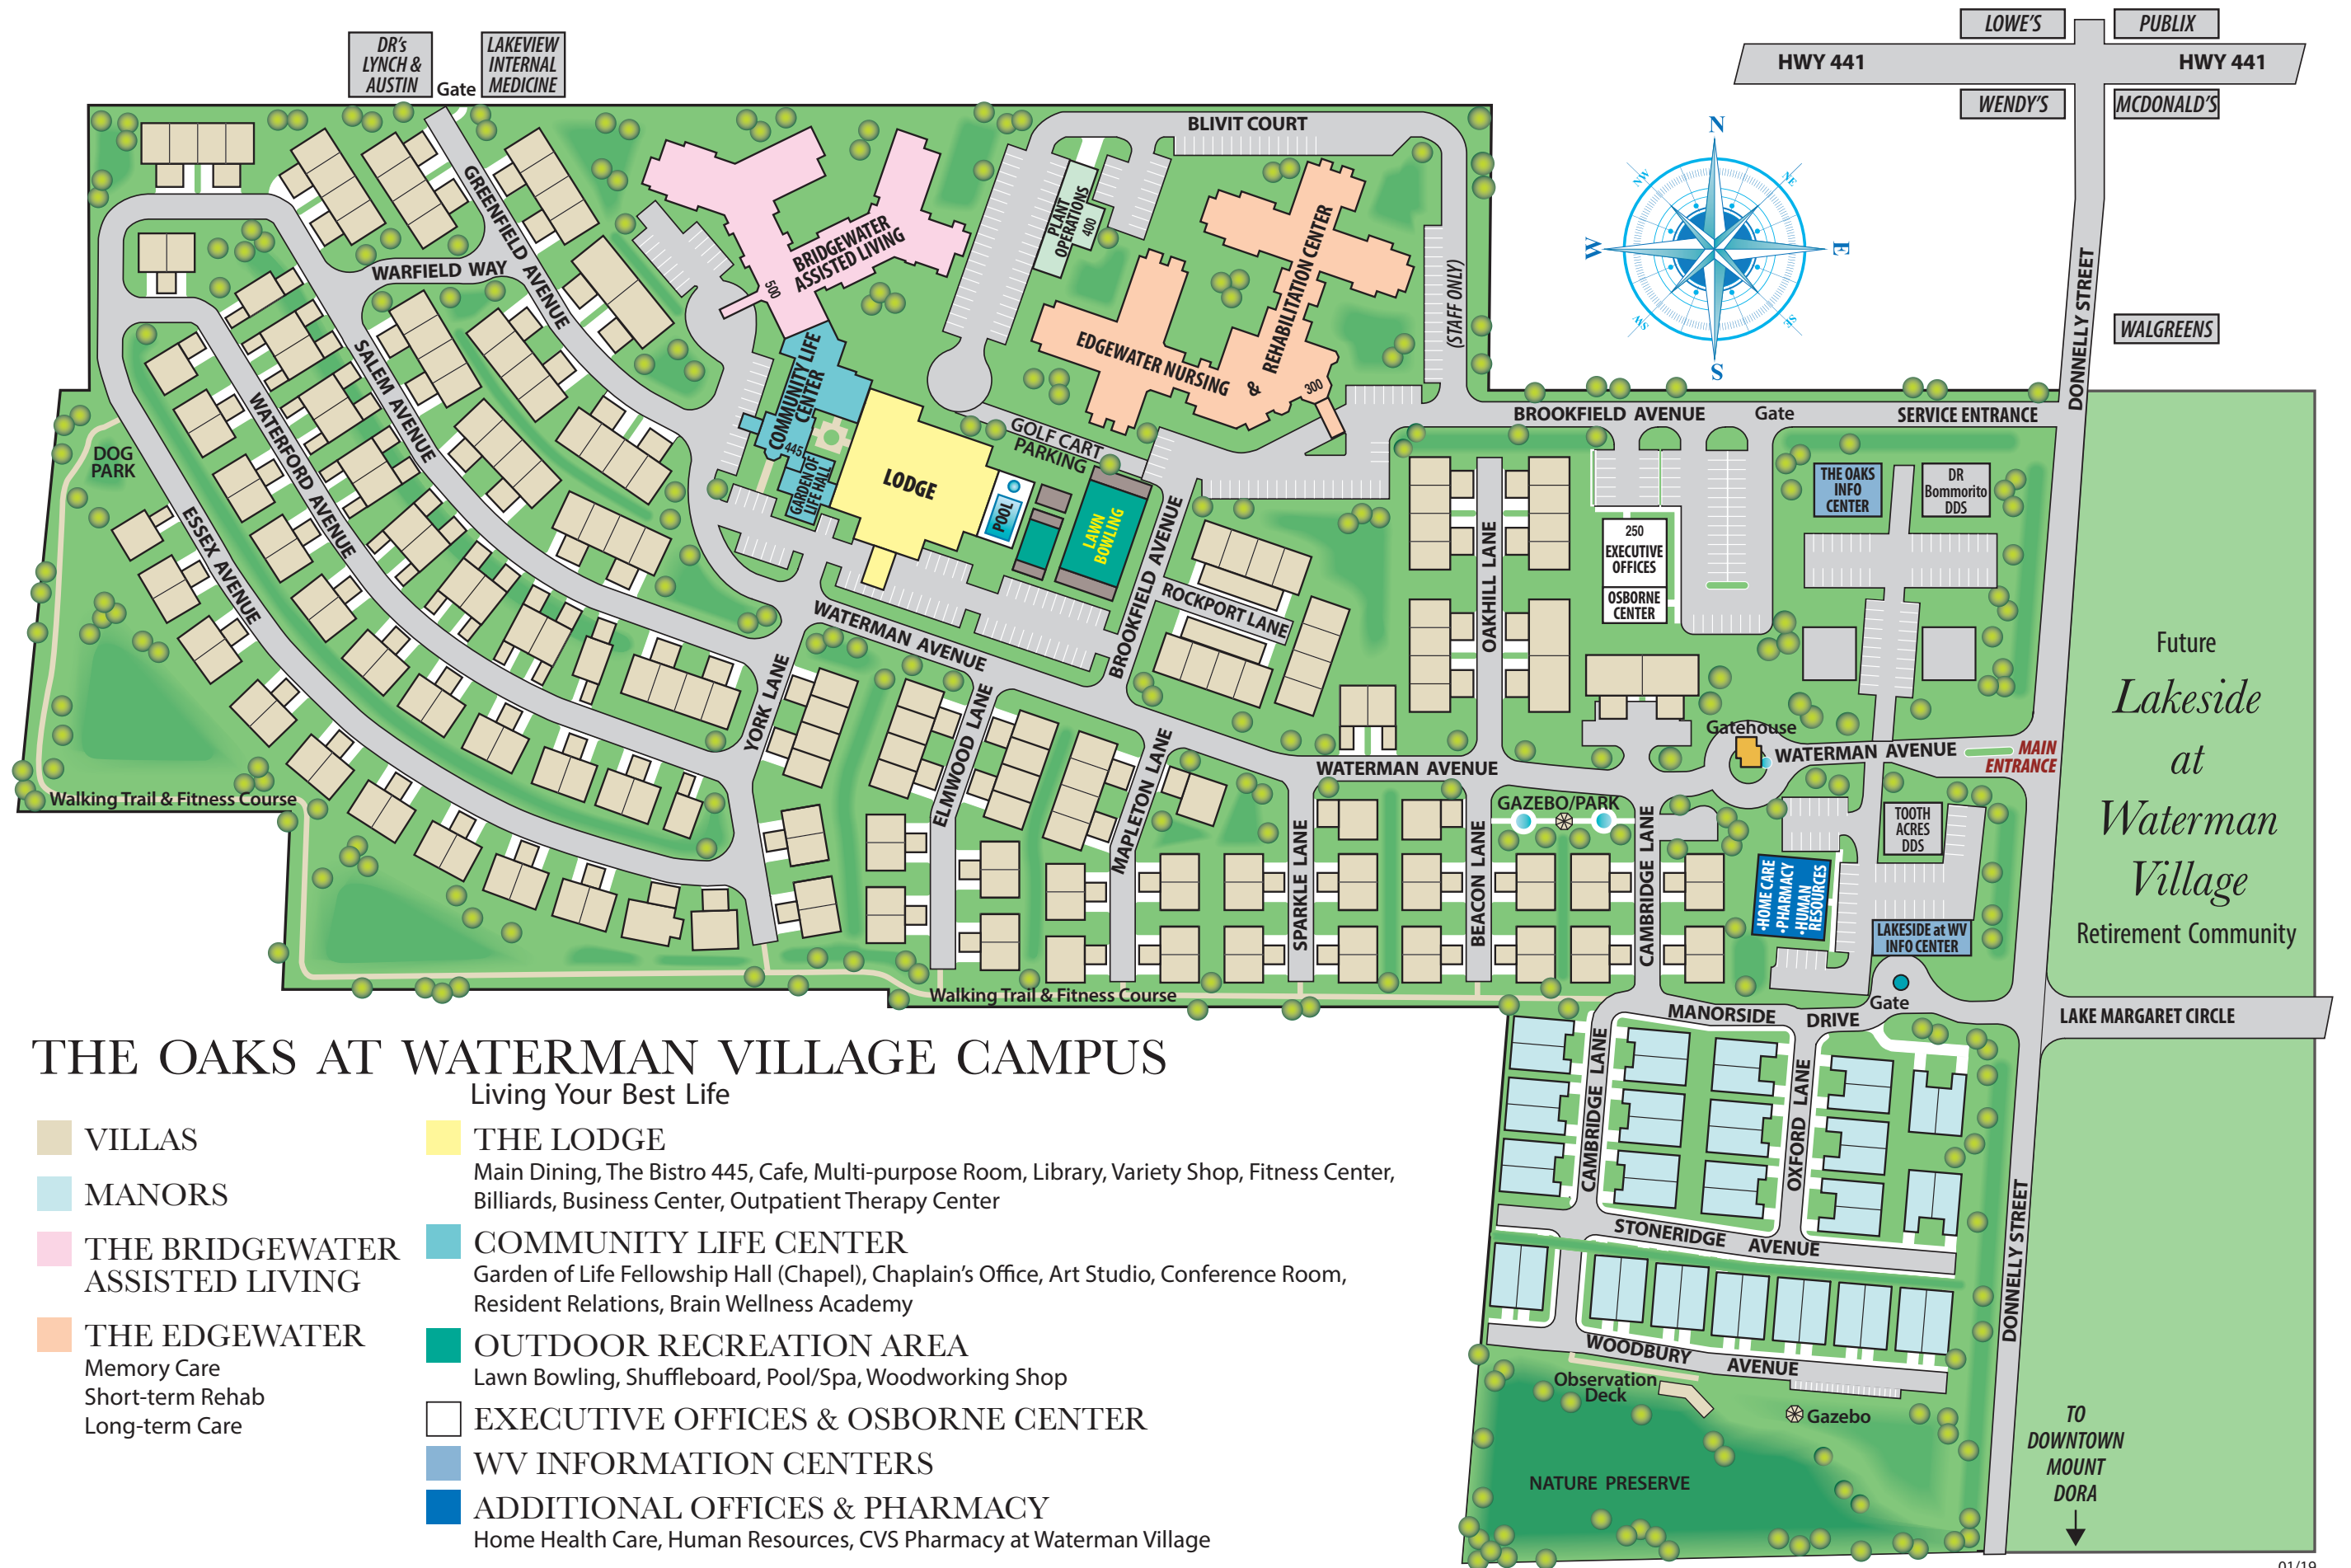 DR's
LYNCH &
AUSTIN
Gate
LAKEVIEW
INTERNAL
MEDICINE
LOWE'S
PUBLIX
HWY 441
HWY 441
WENDY'S
MCDONALD'S
WALGREENS
DONNELLY STREET
N
NE
E
SE
S
SW
W
NW
BLIVIT COURT
PLANT
OPERATIONS
400
GREENFIELD AVENUE
WARFIELD WAY
BRIDGEWATER
ASSISTED LIVING
500
EDGEWATER NURSING
&
REHABILITATION CENTER
300
(STAFF ONLY)
COMMUNITY LIFE
CENTER
445
GARDEN OF
LIFE HALL
LODGE
POOL
LAWN
BOWLING
GOLF CART
PARKING
SALEM AVENUE
WATERFORD AVENUE
ESSEX AVENUE
DOG
PARK
BROOKFIELD AVENUE
Gate
SERVICE ENTRANCE
BROOKFIELD AVENUE
ROCKPORT LANE
OAKHILL LANE
250
EXECUTIVE
OFFICES
OSBORNE
CENTER
THE OAKS
INFO
CENTER
DR
Bommorito
DDS
WATERMAN AVENUE
YORK LANE
ELMWOOD LANE
MAPLETON LANE
WATERMAN AVENUE
Gatehouse
WATERMAN AVENUE
MAIN
ENTRANCE
Future
Lakeside
at
Waterman
Village
Retirement Community
GAZEBO/PARK
SPARKLE LANE
BEACON LANE
CAMBRIDGE LANE
TOOTH
ACRES
DDS
•HOME CARE
•PHARMACY
•HUMAN
RESOURCES
LAKESIDE at WV
INFO CENTER
Gate
Walking Trail & Fitness Course
Walking Trail & Fitness Course
MANORSIDE DRIVE
LAKE MARGARET CIRCLE
CAMBRIDGE LANE
OXFORD LANE
STONERIDGE AVENUE
DONNELLY STREET
WOODBURY AVENUE
Observation
Deck
Gazebo
NATURE PRESERVE
TO
DOWNTOWN
MOUNT
DORA
THE OAKS AT WATERMAN VILLAGE CAMPUS
Living Your Best Life
VILLAS
MANORS
THE BRIDGEWATER
ASSISTED LIVING
THE EDGEWATER
Memory Care
Short-term Rehab
Long-term Care
THE LODGE
Main Dining, The Bistro 445, Cafe, Multi-purpose Room, Library, Variety Shop, Fitness Center,
Billiards, Business Center, Outpatient Therapy Center
COMMUNITY LIFE CENTER
Garden of Life Fellowship Hall (Chapel), Chaplain's Office, Art Studio, Conference Room,
Resident Relations, Brain Wellness Academy
OUTDOOR RECREATION AREA
Lawn Bowling, Shuffleboard, Pool/Spa, Woodworking Shop
EXECUTIVE OFFICES & OSBORNE CENTER
WV INFORMATION CENTERS
ADDITIONAL OFFICES & PHARMACY
Home Health Care, Human Resources, CVS Pharmacy at Waterman Village
01/19